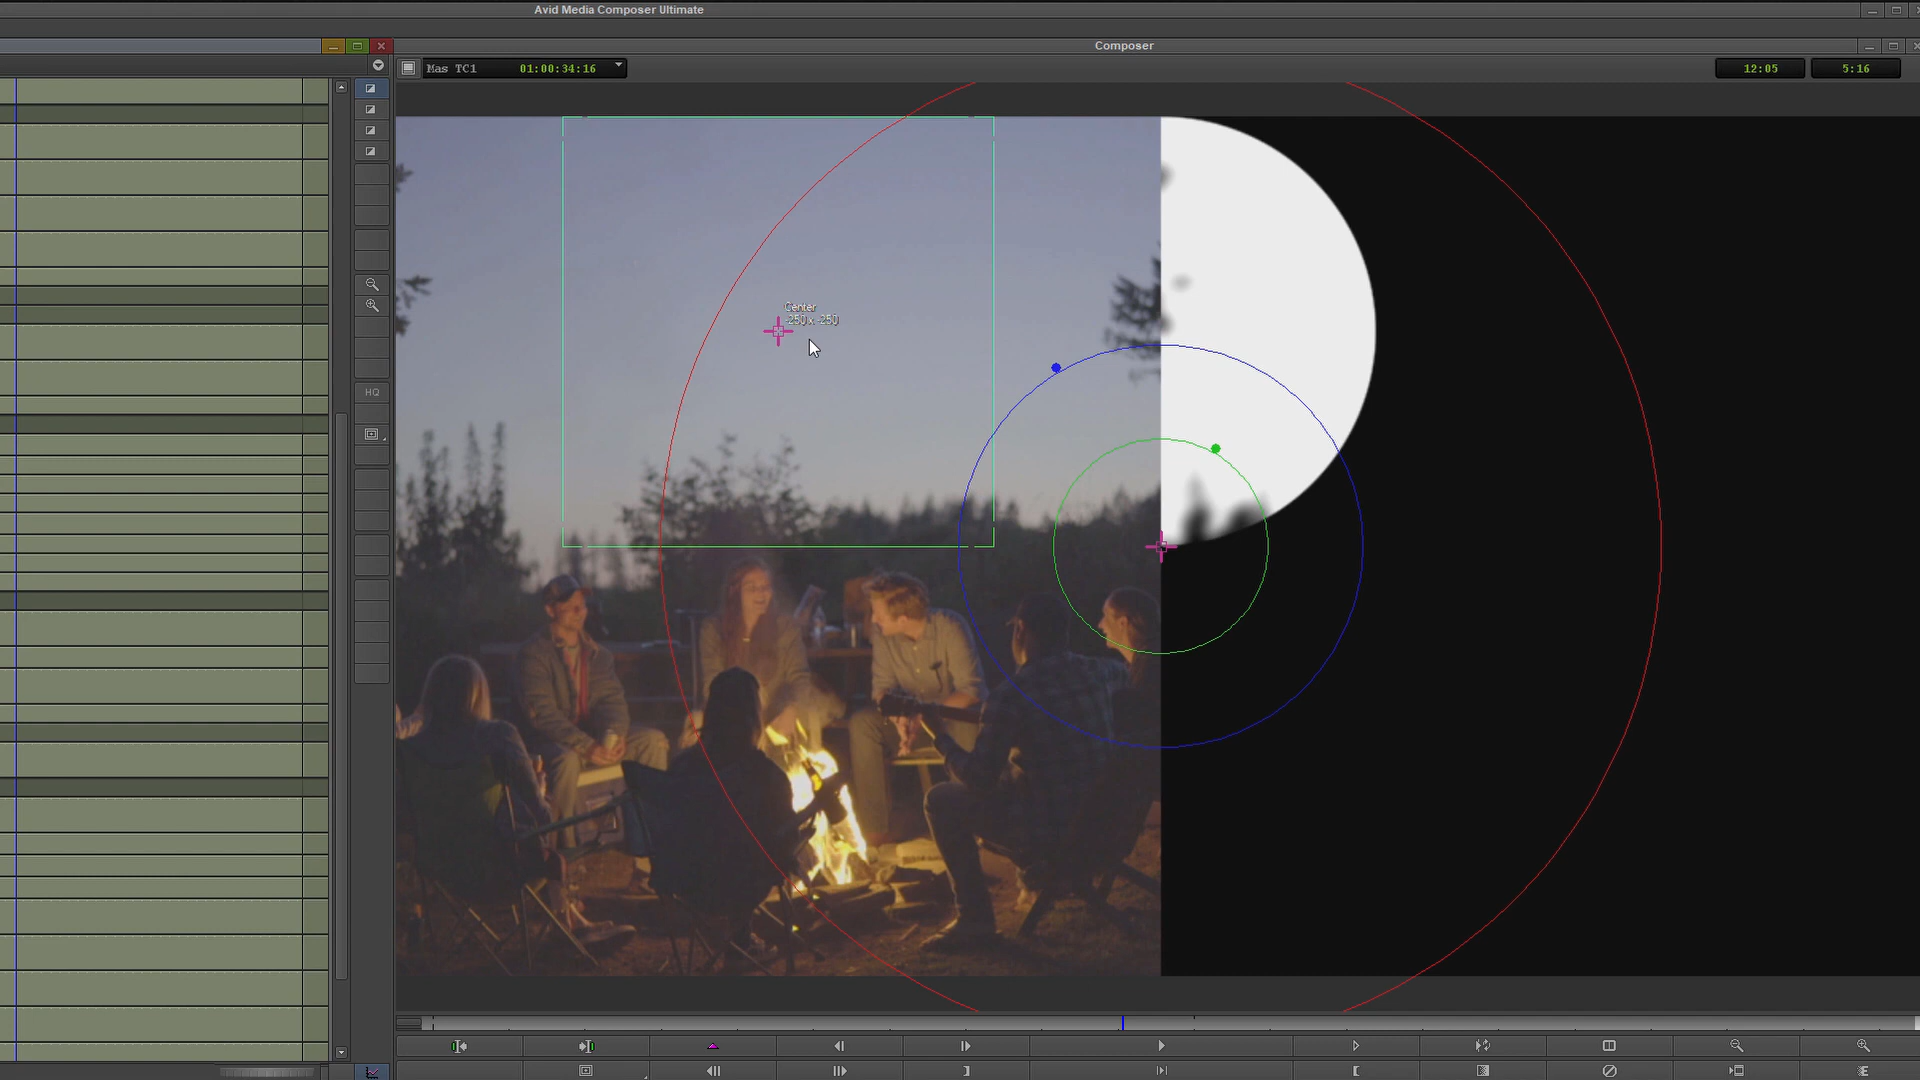 Avid Media Composer Ultimate
Composer
Mas TC1 01:00:34:16
12:05
5:16
Center
-250 x -250
HQ